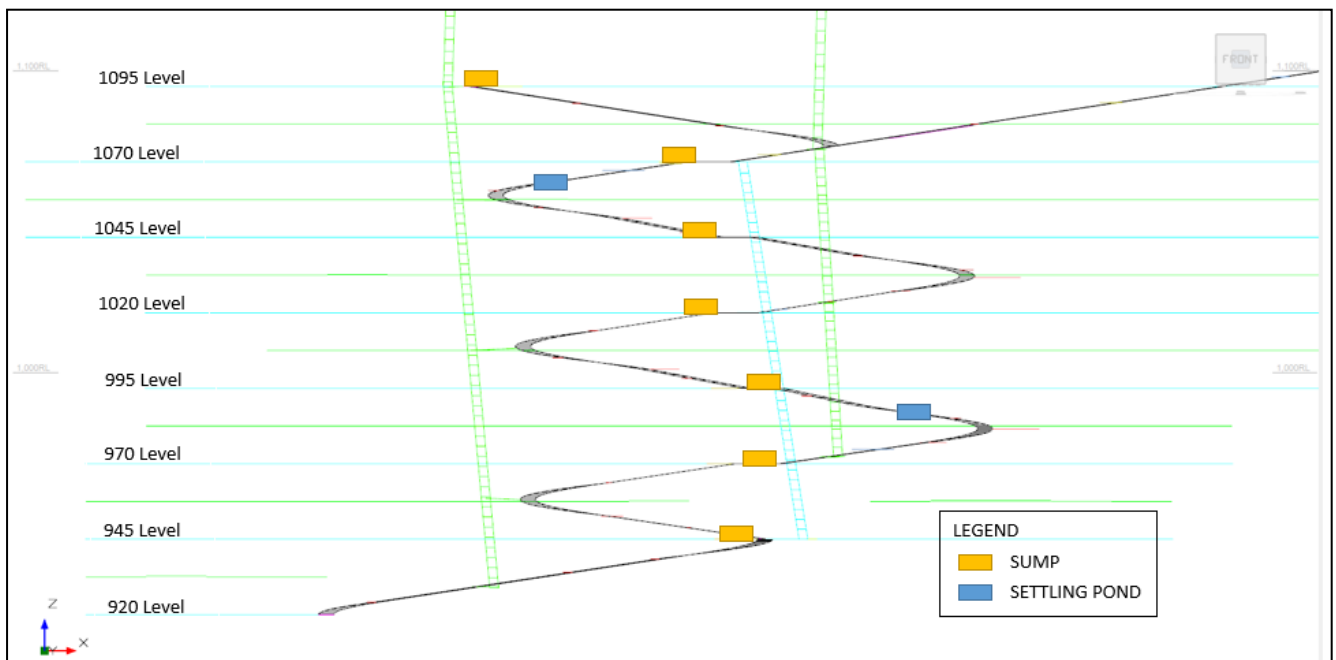 1095 Level
1,100RL
FRONT
1,100RL
1070 Level
1045 Level
1020 Level
995 Level
1,000RL
1,000RL
970 Level
945 Level
920 Level
LEGEND
SUMP
SETTLING POND
Z
X